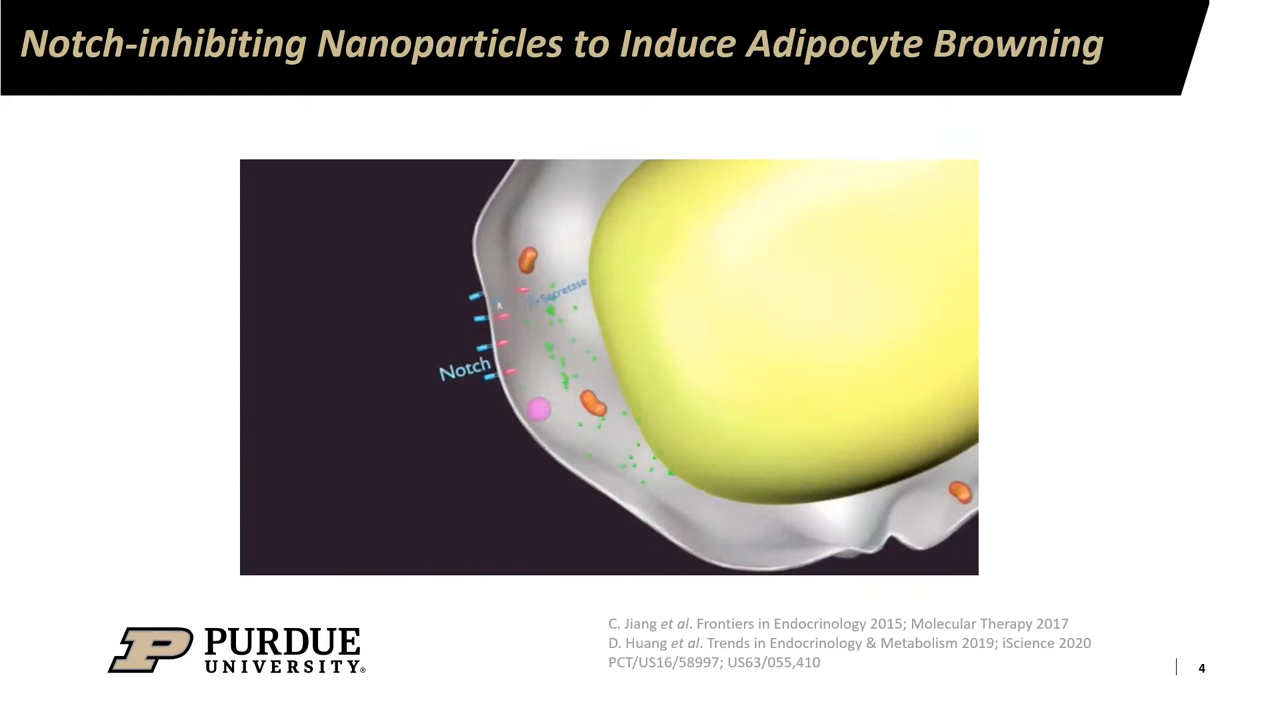 Notch-inhibiting Nanoparticles to Induce Adipocyte Browning
γ-Secretase
x
Notch
PURDUE
UNIVERSITY®
C. Jiang et al. Frontiers in Endocrinology 2015; Molecular Therapy 2017
D. Huang et al. Trends in Endocrinology & Metabolism 2019; iScience 2020
PCT/US16/58997; US63/055,410
4